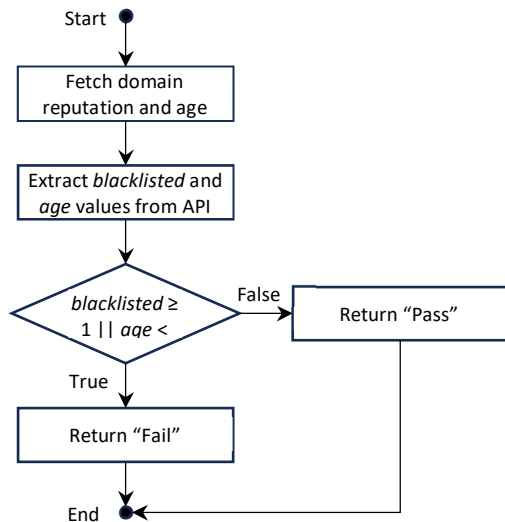 Start
Fetch domain
reputation and age
Extract blacklisted and
age values from API
blacklisted ≥
1 || age <
False
Return “Pass”
True
Return “Fail”
End